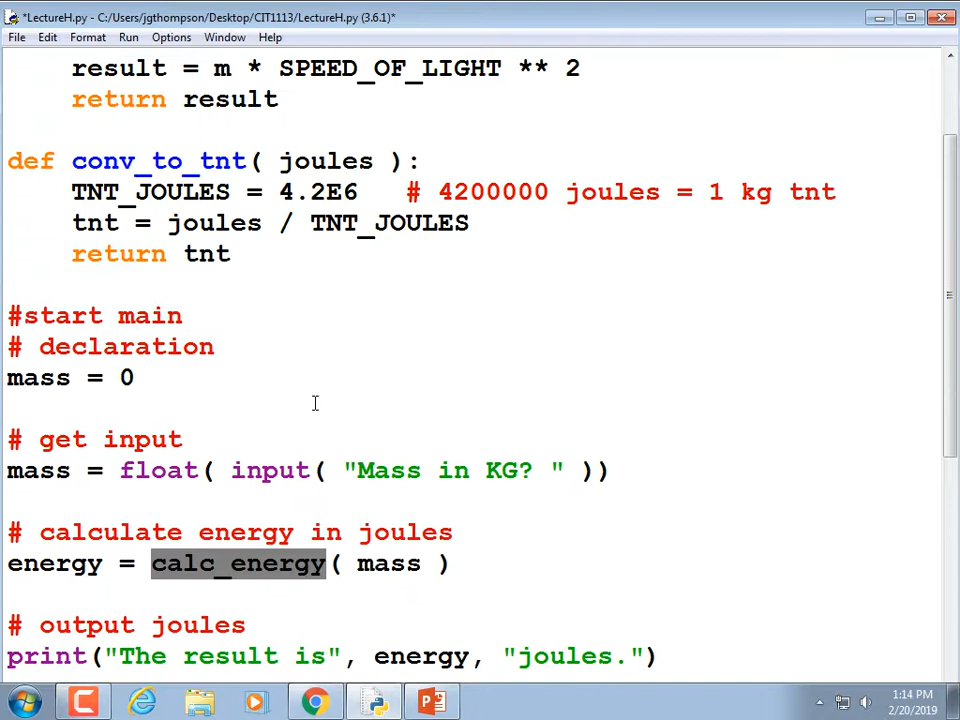 *LectureH.py - C:/Users/jgthompson/Desktop/CIT1113/LectureH.py (3.6.1)*
File Edit Format Run Options Window Help
result = m * SPEED_OF_LIGHT ** 2
return result
def conv_to_tnt( joules ):
TNT_JOULES = 4.2E6 # 4200000 joules = 1 kg tnt
tnt = joules / TNT_JOULES
return tnt
#start main
# declaration
mass = 0
# get input
mass = float( input( "Mass in KG? " ))
# calculate energy in joules
energy = calc_energy( mass )
# output joules
print("The result is", energy, "joules.")
1:14 PM
2/20/2019